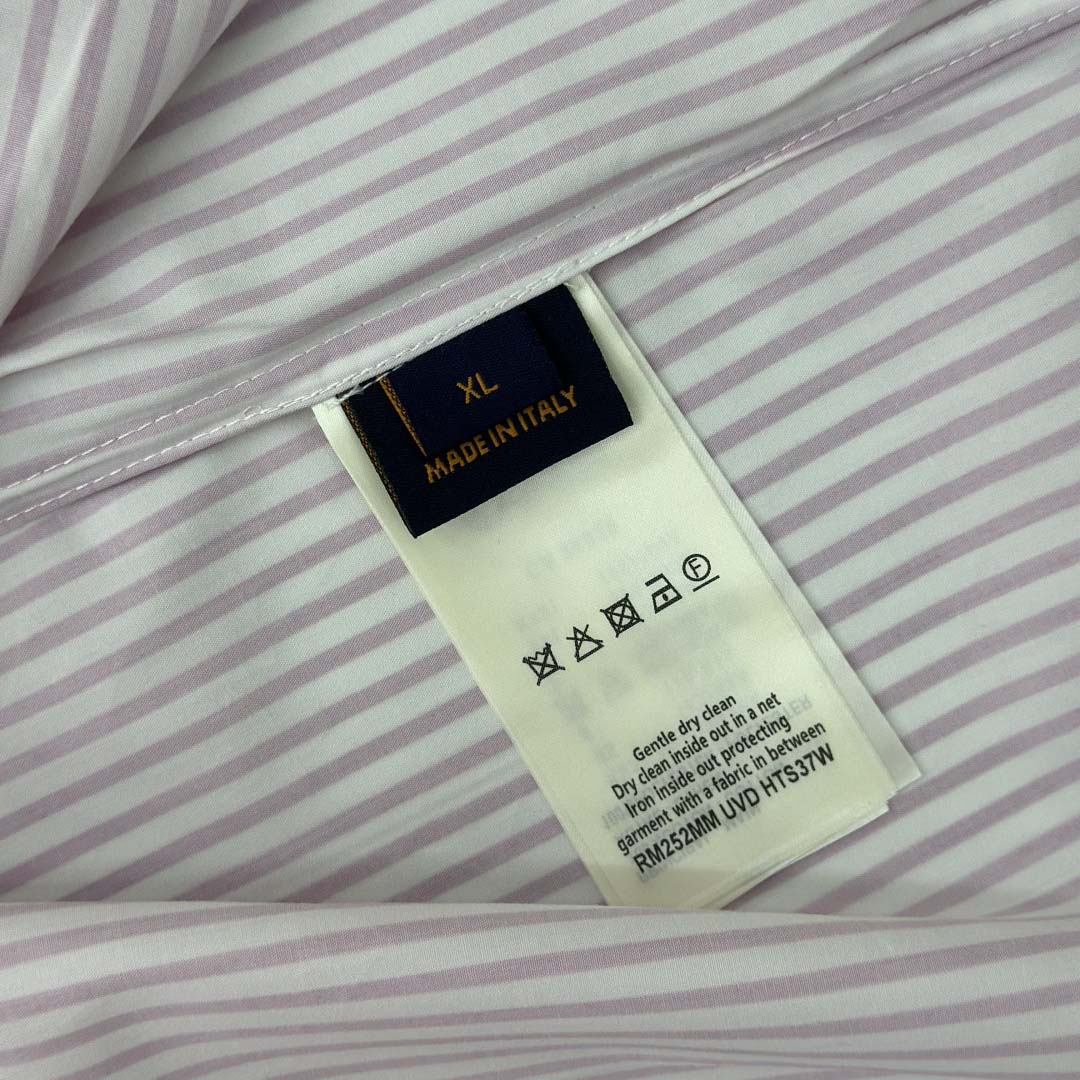 XL
MADE IN ITALY
F
Gentle dry clean
Dry clean inside out in a net
Iron inside out protecting
garment with a fabric in between
RM252MM UVD HTS37W